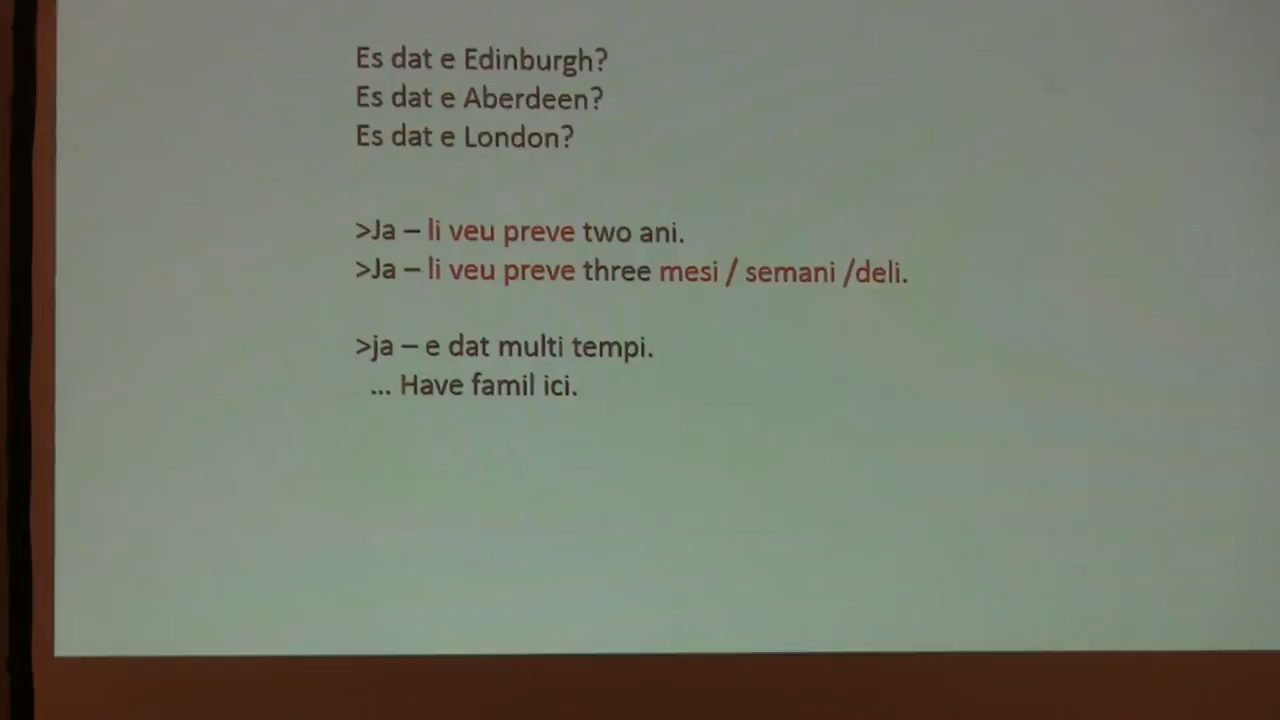 Es dat e Edinburgh?
Es dat e Aberdeen?
Es dat e London?
>Ja – li veu preve two ani.
>Ja – li veu preve three mesi / semani /deli.
>ja – e dat multi tempi.
... Have famil ici.